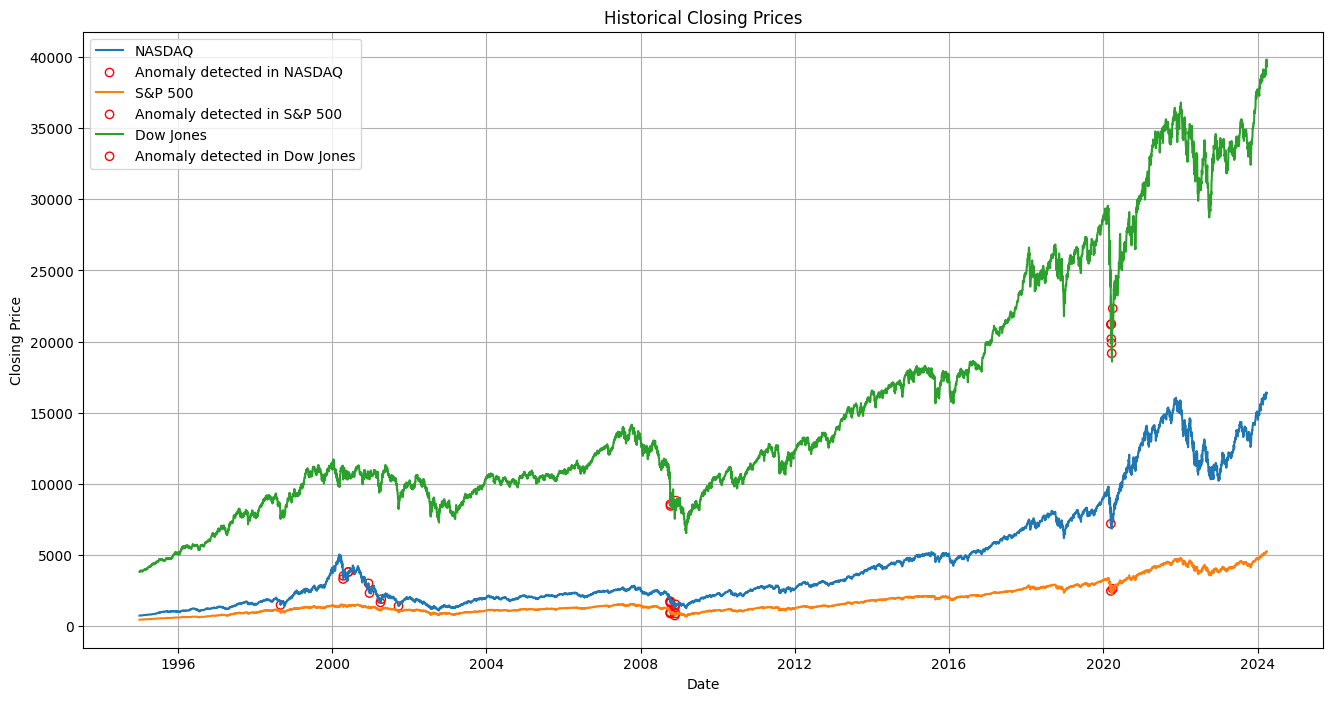 Historical Closing Prices
NASDAQ
Anomaly detected in NASDAQ
S&P 500
Anomaly detected in S&P 500
Dow Jones
Anomaly detected in Dow Jones
Closing Price
40000
35000
30000
25000
20000
15000
10000
5000
0
1996 2000 2004 2008 2012 2016 2020 2024
Date